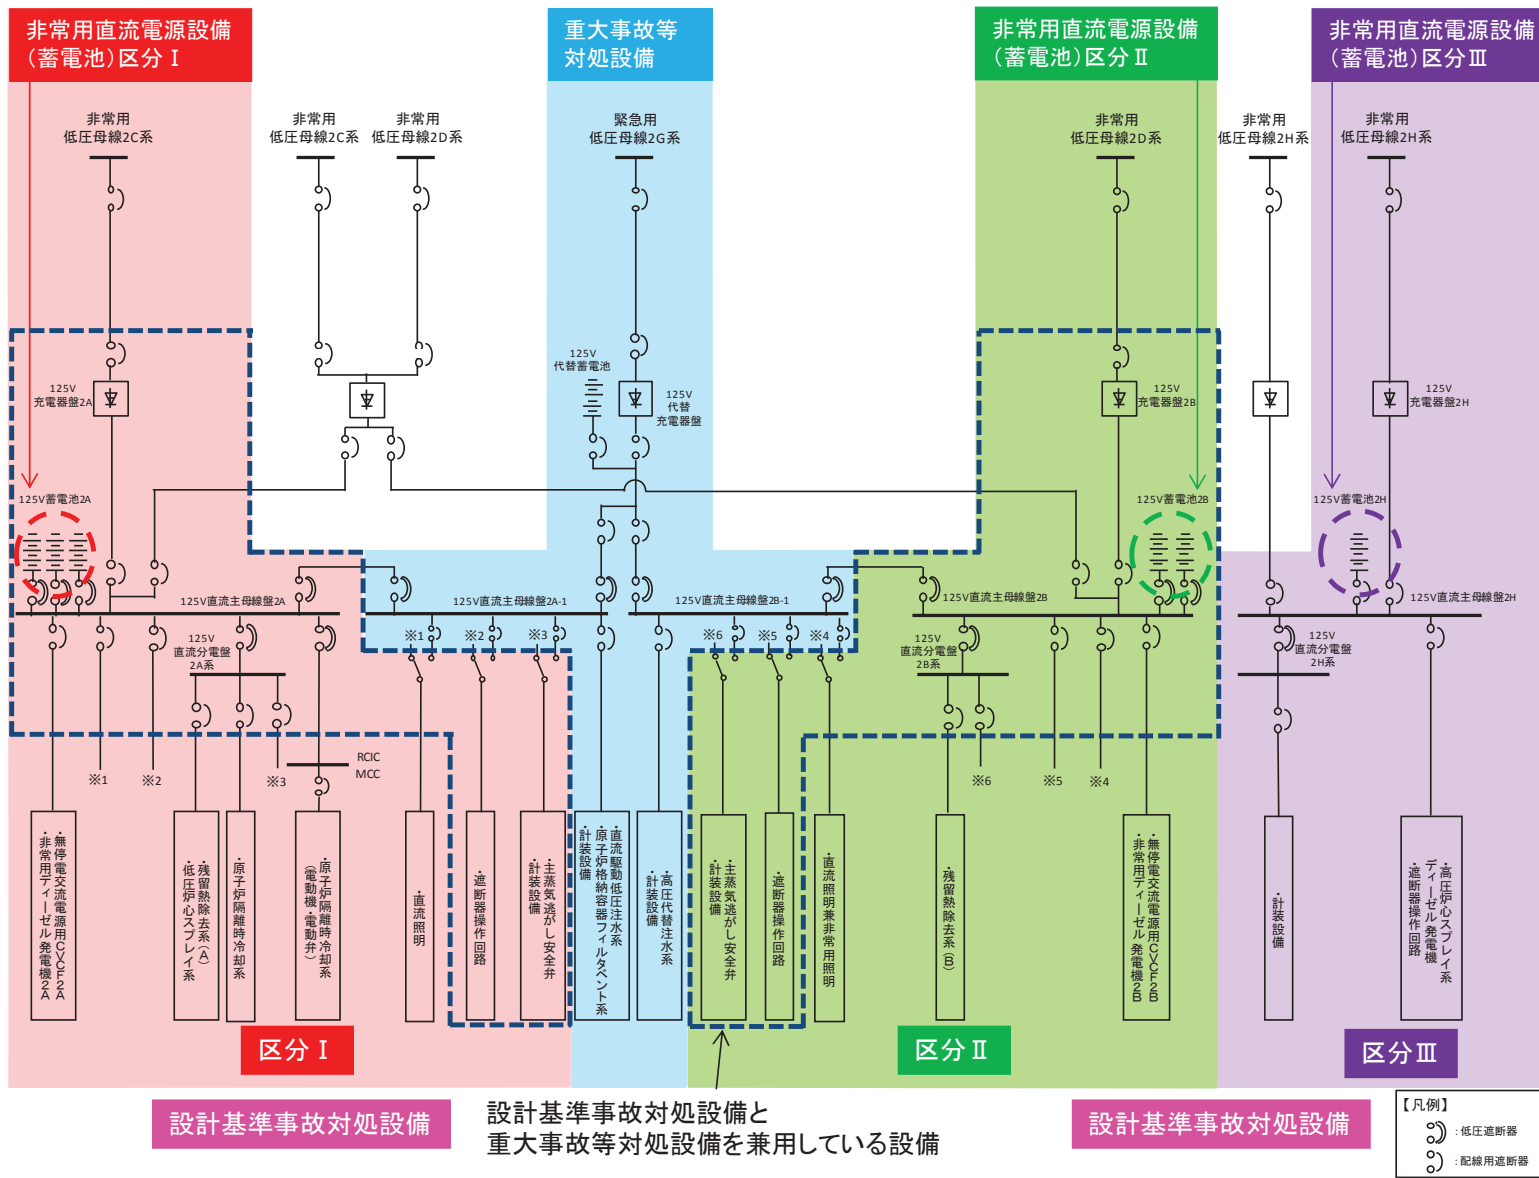 非常用直流電源設備
(蓄電池)区分Ⅰ
重大事故等
対処設備
非常用直流電源設備
(蓄電池)区分Ⅱ
非常用直流電源設備
(蓄電池)区分Ⅲ
非常用
低圧母線2C系
非常用
低圧母線2C系
非常用
低圧母線2D系
緊急用
低圧母線2G系
非常用
低圧母線2D系
非常用
低圧母線2H系
非常用
低圧母線2H系
125V
充電器盤2A
125V
代替蓄電池
125V
代替
充電器盤
125V
充電器盤2B
125V
充電器盤2H
125V蓄電池2A
125V蓄電池2B
125V蓄電池2H
125V直流主母線盤2A
125V直流主母線盤2A-1
125V直流主母線盤2B-1
125V直流主母線盤2B
125V直流主母線盤2H
125V
直流分電盤
2A系
※1
※2
※3
※6
※5
※4
125V
直流分電盤
2B系
125V
直流分電盤
2H系
※1
※2
※3
RCIC
MCC
※6
※5
※4
・無停電交流電源用CVCF2A
・非常用ディーゼル発電機2A
・残留熱除去系(A)
・低圧炉心スプレイ系
・原子炉隔離時冷却系
・原子炉隔離時冷却系
(電動機・電動弁)
・直流照明
・遮断器操作回路
・主蒸気逃がし安全弁
・計装設備
・直流駆動低圧注水系
・原子炉格納容器フィルタベント系
・計装設備
・高圧代替注水系
・計装設備
・主蒸気逃がし安全弁
・計装設備
・遮断器操作回路
・直流照明兼非常用照明
・残留熱除去系(B)
・無停電交流電源用CVCF2B
・非常用ディーゼル発電機2B
・計装設備
・高圧炉心スプレイ系
ディーゼル発電機
・遮断器操作回路
区分Ⅰ
区分Ⅱ
区分Ⅲ
設計基準事故対処設備
設計基準事故対処設備と
重大事故等対処設備を兼用している設備
設計基準事故対処設備
【凡例】
:低圧遮断器
:配線用遮断器